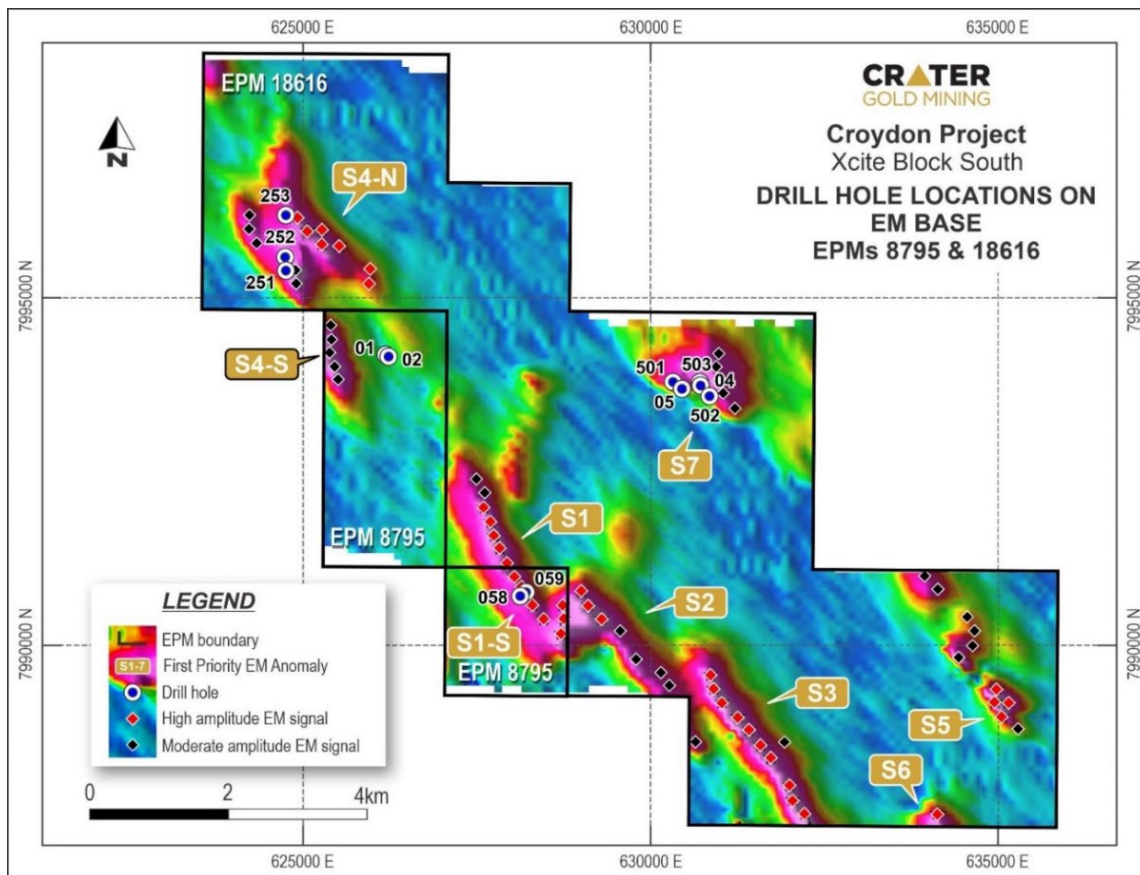 625000 E
630000 E
635000 E
EPM 18616
CRATER
GOLD MINING
Croydon Project
Xcite Block South
DRILL HOLE LOCATIONS ON
EM BASE
EPMs 8795 & 18616
N
S4-N
253
252
251
7995000 N
7995000 N
S4-S
01
02
501
503
04
05
502
S7
S1
EPM 8795
058
059
S2
S1-S
EPM 8795
7990000 N
7990000 N
S3
S5
S6
LEGEND
EPM boundary
S1-7
First Priority EM Anomaly
Drill hole
High amplitude EM signal
Moderate amplitude EM signal
0
2
4km
625000 E
630000 E
635000 E